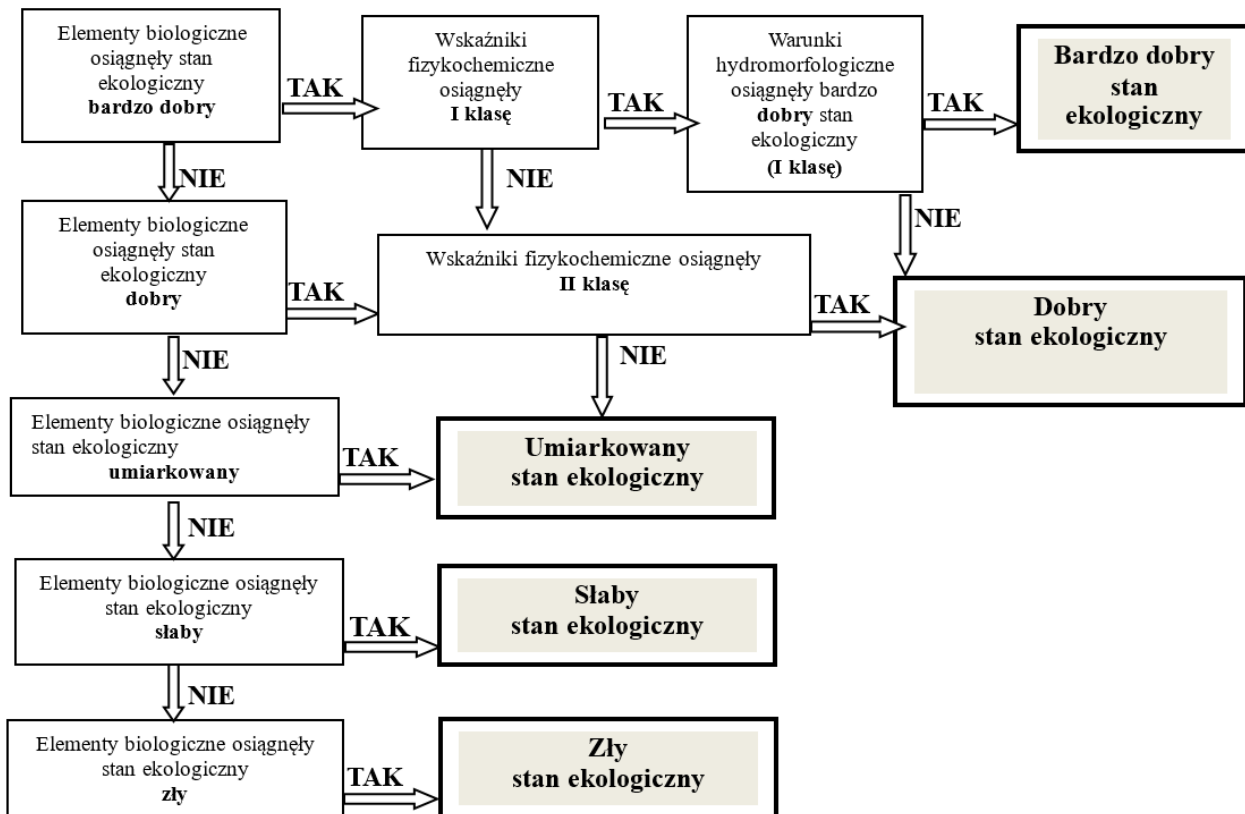 Elementy biologiczne
osiągnęły stan
ekologiczny
bardzo dobry
TAK
Wskaźniki
fizykochemiczne
osiągnęły
I klasę
TAK
Warunki
hydromorfologiczne
osiągnęły bardzo
dobry stan
ekologiczny
(I klasę)
TAK
Bardzo dobry
stan
ekologiczny
NIE
NIE
NIE
Elementy biologiczne
osiągnęły stan
ekologiczny
dobry
TAK
Wskaźniki fizykochemiczne osiągnęły
II klasę
TAK
Dobry
stan ekologiczny
NIE
NIE
Elementy biologiczne osiągnęły
stan ekologiczny
umiarkowany
TAK
Umiarkowany
stan ekologiczny
NIE
Elementy biologiczne osiągnęły
stan ekologiczny
słaby
TAK
Słaby
stan ekologiczny
NIE
Elementy biologiczne osiągnęły
stan ekologiczny
zły
TAK
Zły
stan ekologiczny